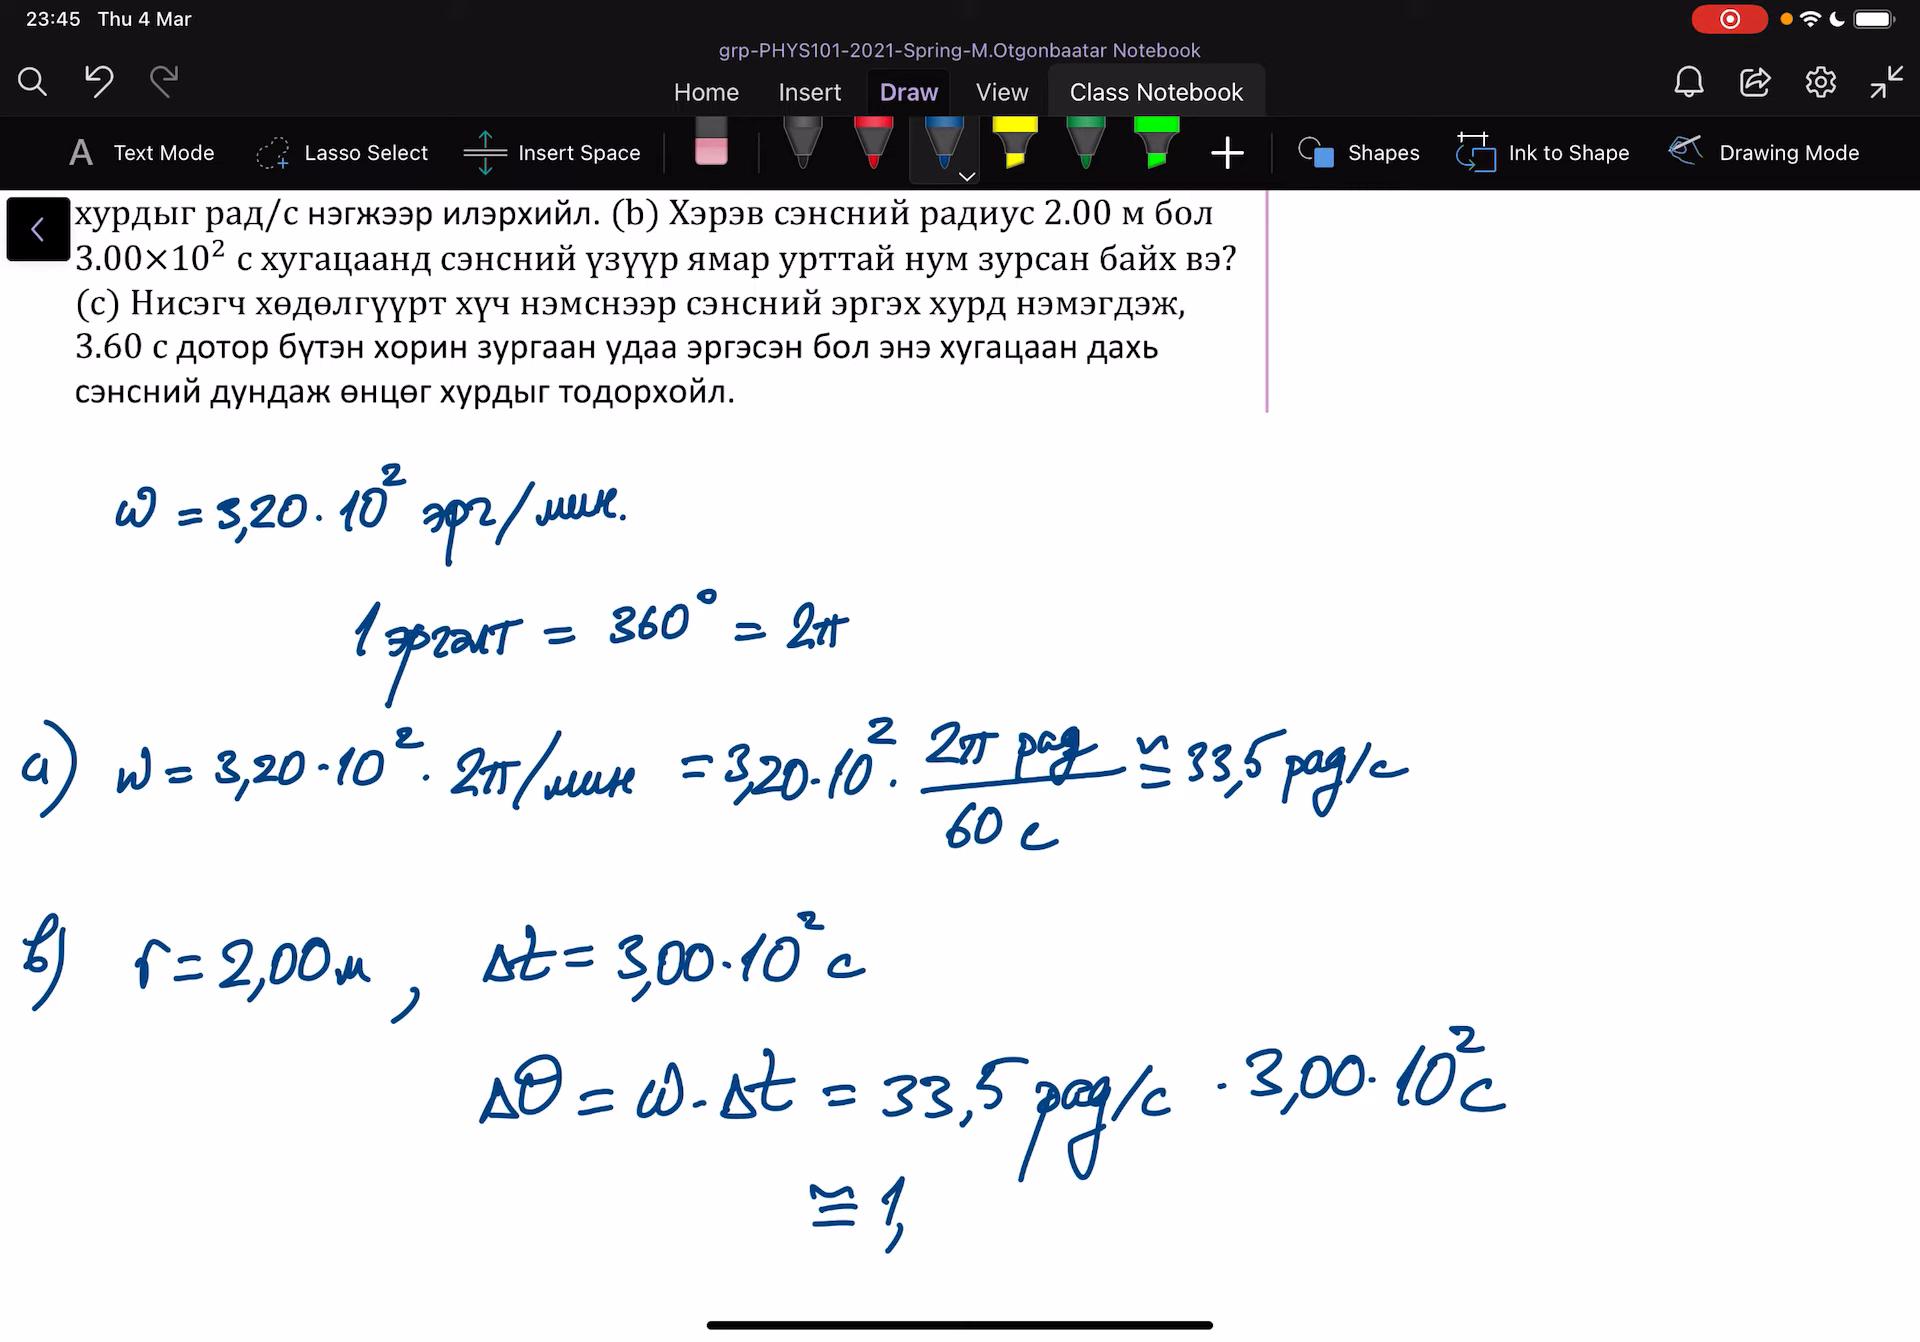 23:45 Thu 4 Mar
grp-PHYS101-2021-Spring-M.Otgonbaatar Notebook
Home Insert Draw View Class Notebook
Text Mode Lasso Select Insert Space Shapes Ink to Shape Drawing Mode
хурдыг рад/с нэгжээр илэрхийл. (b) Хэрэв сэнсний радиус 2.00 м бол
3.00×10² с хугацаанд сэнсний үзүүр ямар урттай нум зурсан байх вэ?
(c) Нисэгч хөдөлгүүрт хүч нэмснээр сэнсний эргэх хурд нэмэгдэж,
3.60 с дотор бүтэн хорин зургаан удаа эргэсэн бол энэ хугацаан дахь
сэнсний дундаж өнцөг хурдыг тодорхойл.
ω = 3,20 · 10² эрг/мин.
1 эргэлт = 360° = 2π
a) ω = 3,20 · 10² · 2π/мин = 3,20 · 10² · 2π рад / 60 с ≅ 33,5 рад/с
b) r = 2,00 м , Δt = 3,00 · 10² с
Δθ = ω · Δt = 33,5 рад/с · 3,00 · 10² с
≅ 1,